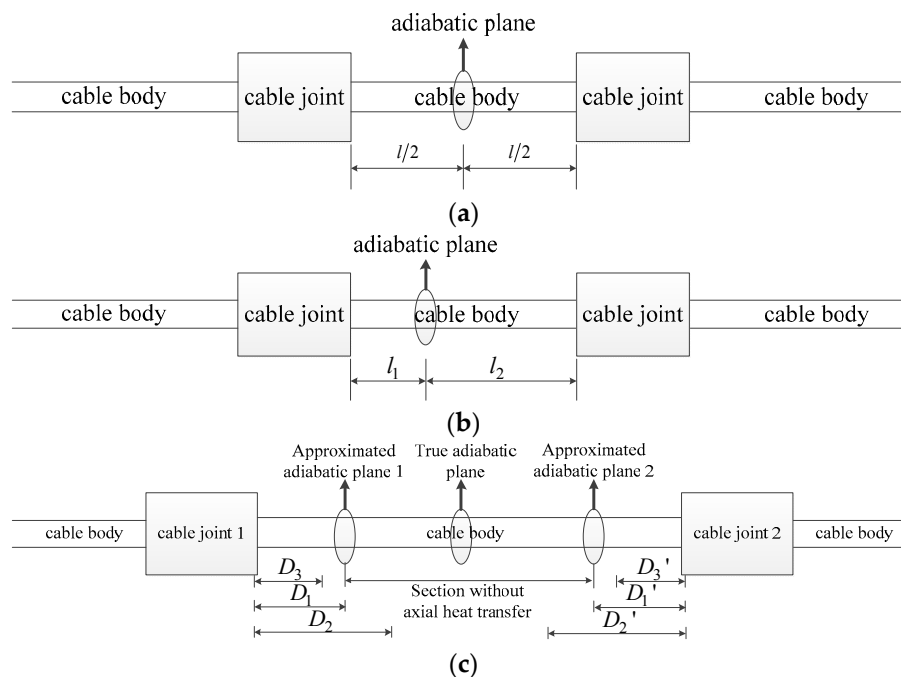 adiabatic plane
cable body cable joint cable body cable joint cable body
l/2 l/2
(a)
adiabatic plane
cable body cable joint cable body cable joint cable body
l₁ l₂
(b)
Approximated
adiabatic plane 1
True adiabatic
plane
Approximated
adiabatic plane 2
cable body cable joint 1 cable body cable joint 2 cable body
D₃ D₃'
D₁ Section without
axial heat transfer D₁'
D₂ D₂'
(c)